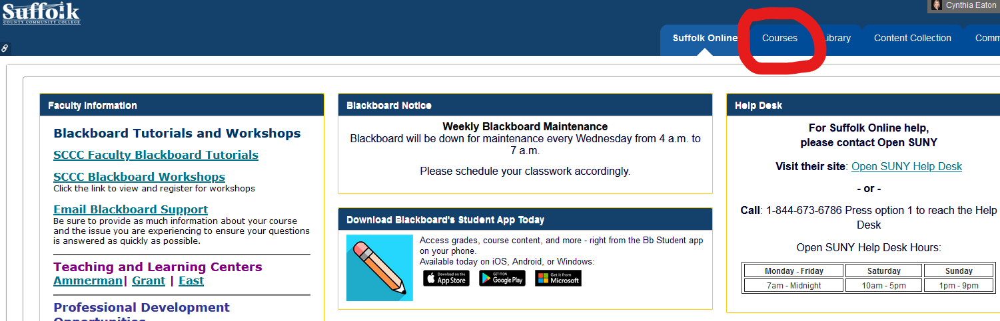 Suffolk
COUNTY COMMUNITY COLLEGE
Cynthia Eaton
Suffolk Online
Courses
Library
Content Collection
Comm
Faculty Information
Blackboard Tutorials and Workshops
SCCC Faculty Blackboard Tutorials
SCCC Blackboard Workshops
Click the link to view and register for workshops
Email Blackboard Support
Be sure to provide as much information about your course
and the issue you are experiencing to ensure your questions
is answered as quickly as possible.
Teaching and Learning Centers
Ammerman| Grant | East
Professional Development
Opportunities
Blackboard Notice
Weekly Blackboard Maintenance
Blackboard will be down for maintenance every Wednesday from 4 a.m. to
7 a.m.
Please schedule your classwork accordingly.
Download Blackboard's Student App Today
Access grades, course content, and more - right from the Bb Student app
on your phone.
Available today on iOS, Android, or Windows:
Download on the
App Store
GET IT ON
Google Play
Get it from
Microsoft
Help Desk
For Suffolk Online help,
please contact Open SUNY
Visit their site: Open SUNY Help Desk
- or -
Call: 1-844-673-6786 Press option 1 to reach the Help
Desk
Open SUNY Help Desk Hours:
Monday - Friday Saturday Sunday
7am - Midnight 10am - 5pm 1pm - 9pm